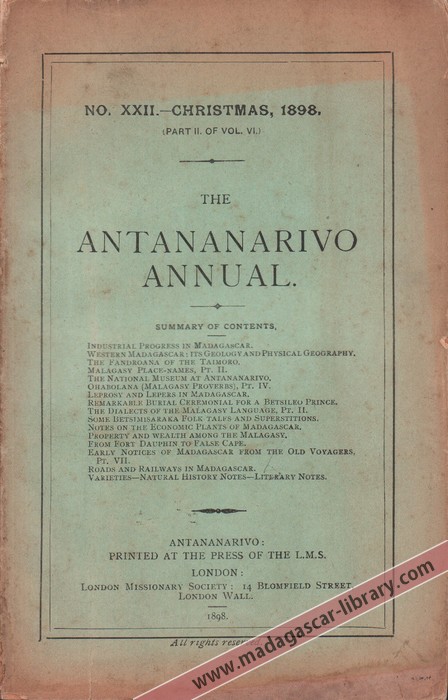 NO. XXII.—CHRISTMAS, 1898.
(PART II. OF VOL. VI.)
THE
ANTANANARIVO
ANNUAL.
SUMMARY OF CONTENTS.
INDUSTRIAL PROGRESS IN MADAGASCAR.
WESTERN MADAGASCAR: ITS GEOLOGY AND PHYSICAL GEOGRAPHY.
THE FANDROANA OF THE TAIMORO.
MALAGASY PLACE-NAMES, PT. II.
THE NATIONAL MUSEUM AT ANTANANARIVO.
OHABOLANA (MALAGASY PROVERBS), PT. IV.
LEPROSY AND LEPERS IN MADAGASCAR.
REMARKABLE BURIAL CEREMONIAL FOR A BETSILEO PRINCE.
THE DIALECTS OF THE MALAGASY LANGUAGE, PT. II.
SOME BETSIMISARAKA FOLK TALES AND SUPERSTITIONS.
NOTES ON THE ECONOMIC PLANTS OF MADAGASCAR.
PROPERTY AND WEALTH AMONG THE MALAGASY.
FROM FORT DAUPHIN TO FALSE CAPE.
EARLY NOTICES OF MADAGASCAR FROM THE OLD VOYAGERS,
PT. VII.
ROADS AND RAILWAYS IN MADAGASCAR.
VARIETIES—NATURAL HISTORY NOTES—LITERARY NOTES.
ANTANANARIVO:
PRINTED AT THE PRESS OF THE L.M.S.
LONDON:
LONDON MISSIONARY SOCIETY: 14 BLOMFIELD STREET
LONDON WALL.
1898.
All rights
www.madagascar-library.com